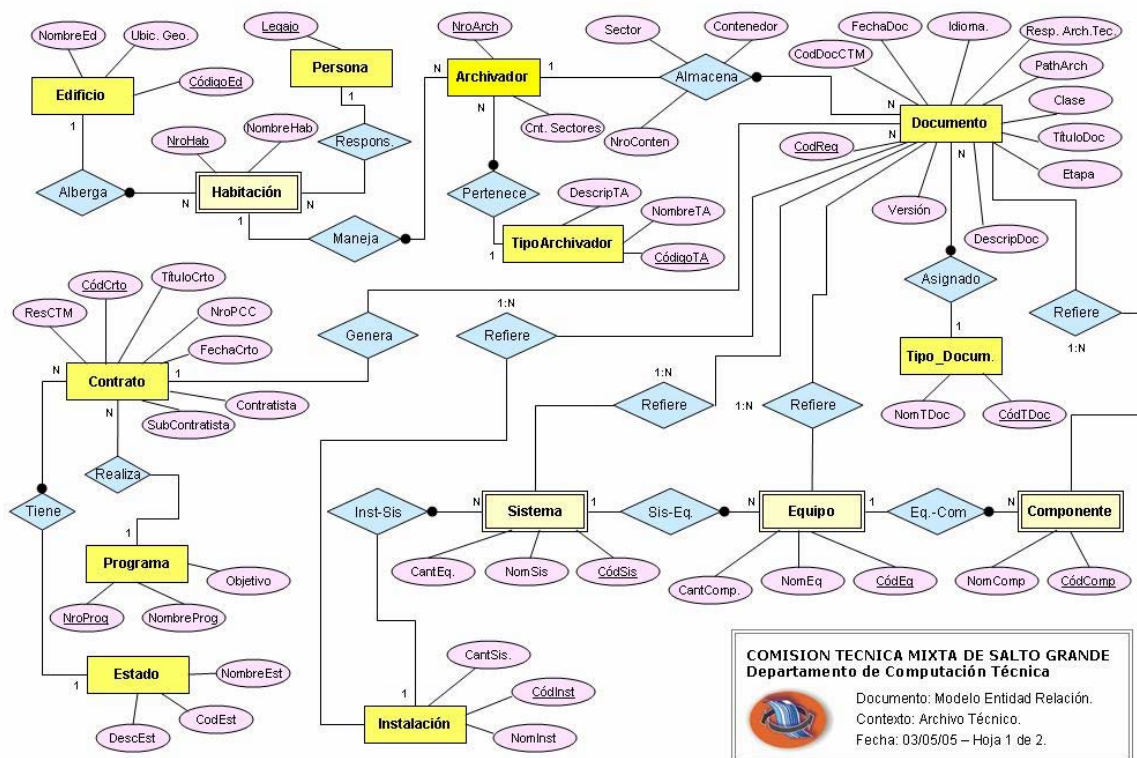 NombreEd
Ubic. Geo.
CódigoEd
Edificio
Legajo
Persona
N
1
1
N
NroArch
Archivador
1
N
Cnt. Sectores
Sector
Contenedor
Almacena
NroConten
FechaDoc
Idioma.
Resp. Arch.Tec.
CodDocCTM
PathArch
Clase
TítuloDoc
Etapa
N
Documento
N
N
CodReq
Versión
DescripDoc
NroHab
NombreHab
Respons.
Alberga
N
Habitación
N
1
Maneja
Pertenece
1
DescripTA
NombreTA
TipoArchivador
CódigoTA
Asignado
1
Tipo_Docum.
NomTDoc
CódTDoc
Refiere
1:N
ResCTM
CódCrto
TítuloCrto
NroPCC
FechaCrto
N
Contrato
1
N
Contratista
SubContratista
Genera
1:N
Refiere
1:N
Refiere
1:N
Refiere
Realiza
Tiene
1
Programa
Objetivo
NroProg
NombreProg
1
Estado
NombreEst
CodEst
DescEst
Inst-Sis
N
Sistema
1
Sis-Eq.
N
Equipo
1
Eq.-Com
N
Componente
CantEq.
NomSis
CódSis
CantComp.
NomEq
CódEq
NomComp
CódComp
1
CantSis.
CódInst
NomInst
Instalación
COMISION TECNICA MIXTA DE SALTO GRANDE
Departamento de Computación Técnica
Documento: Modelo Entidad Relación.
Contexto: Archivo Técnico.
Fecha: 03/05/05 – Hoja 1 de 2.